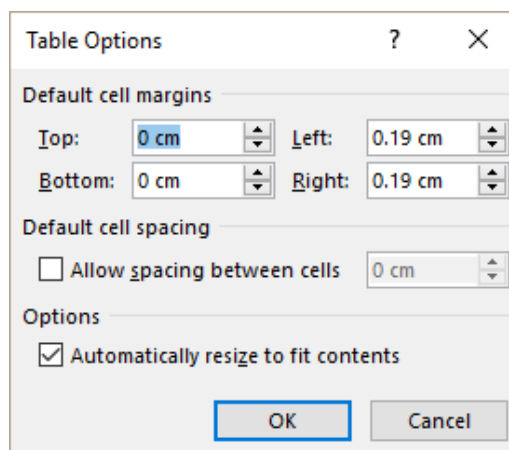 Table Options ?
Default cell margins
Top: 0 cm Left: 0.19 cm
Bottom: 0 cm Right: 0.19 cm
Default cell spacing
Allow spacing between cells 0 cm
Options
Automatically resize to fit contents
OK Cancel